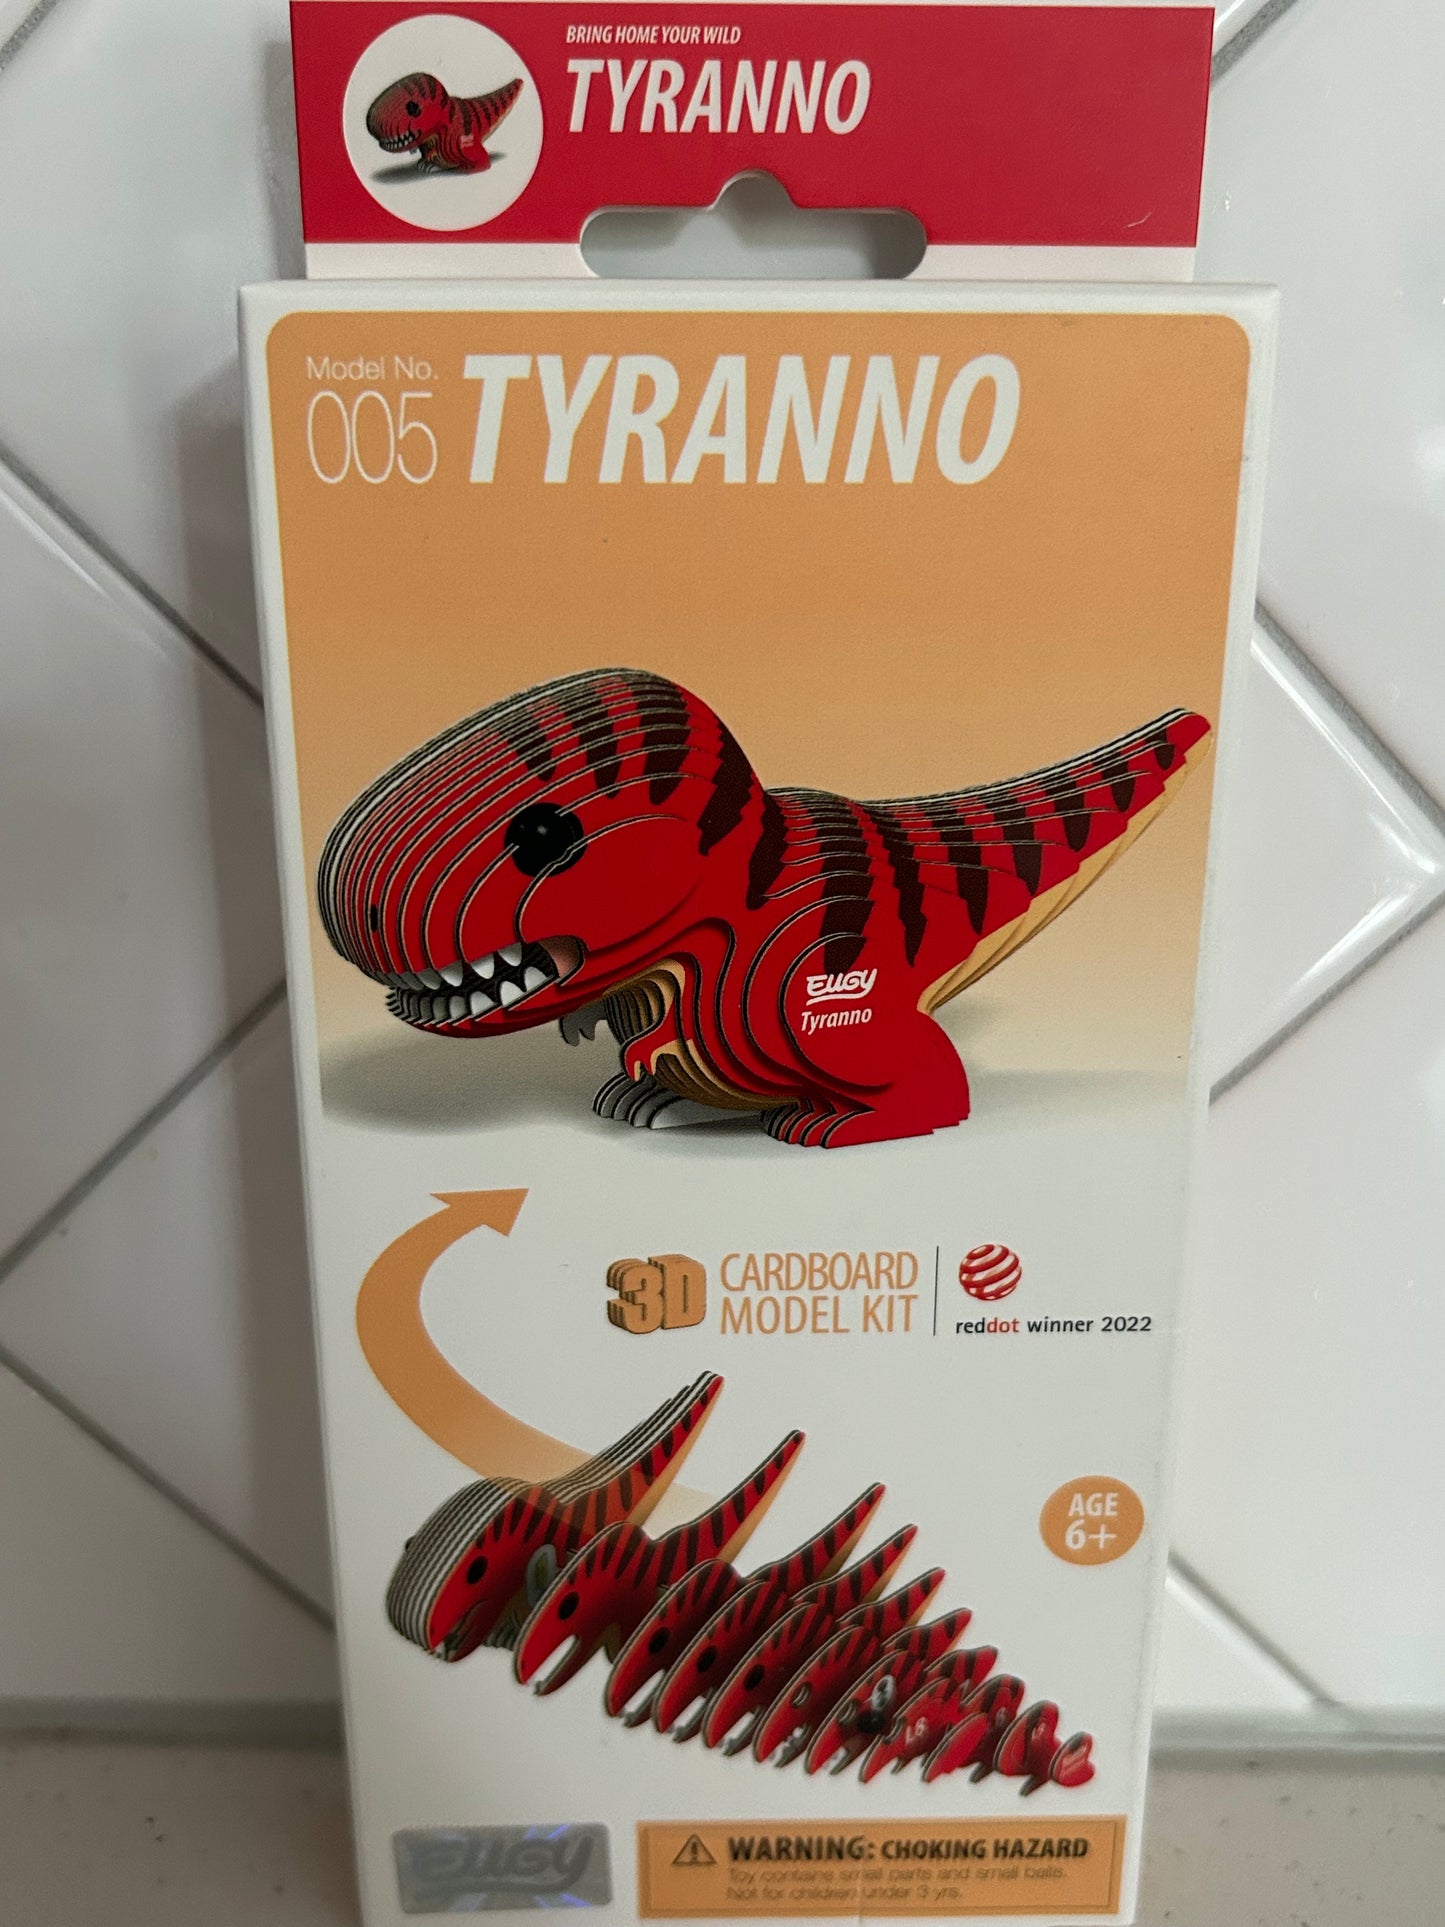 BRING HOME YOUR WILD
TYRANNO
Model No.
005
TYRANNO
EUGY
Tyranno
3D
CARDBOARD
MODEL KIT
reddot winner 2022
AGE
6+
EUGY
WARNING: CHOKING HAZARD
Toy contains small parts and small balls.
Not for children under 3 yrs.